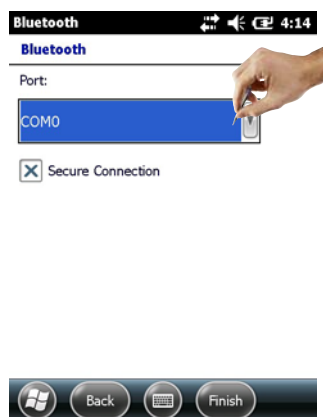 Bluetooth 4:14
Bluetooth
Port:
COM0
Secure Connection
Back Finish